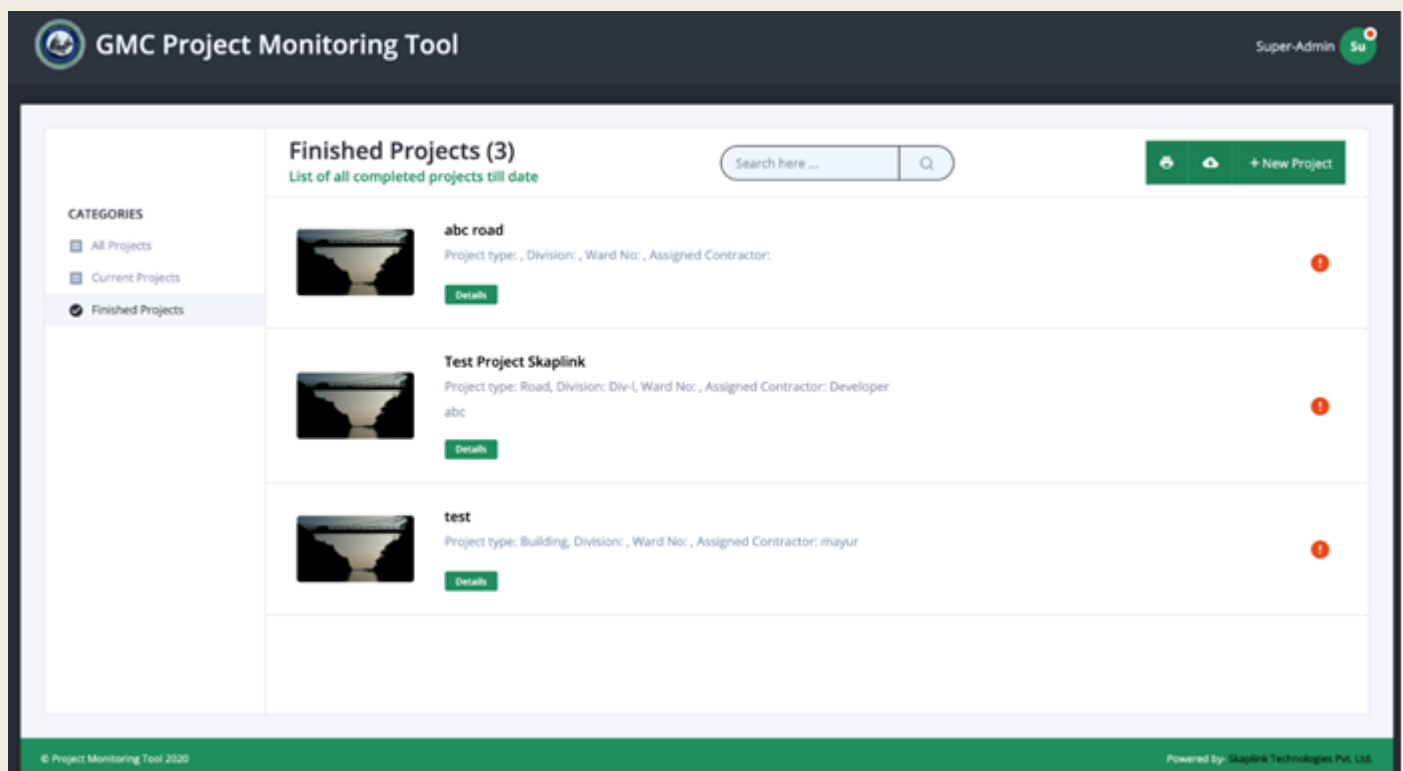 GMC Project Monitoring Tool
Super-Admin
Su
Finished Projects (3)
List of all completed projects till date
Search here ...
+ New Project
CATEGORIES
All Projects
Current Projects
Finished Projects
abc road
Project type: , Division: , Ward No: , Assigned Contractor:
Details
Test Project Skaplink
Project type: Road, Division: Div-I, Ward No: , Assigned Contractor: Developer
abc
Details
test
Project type: Building, Division: , Ward No: , Assigned Contractor: mayur
Details
© Project Monitoring Tool 2020
Powered by: Skaplink Technologies Pvt. Ltd.